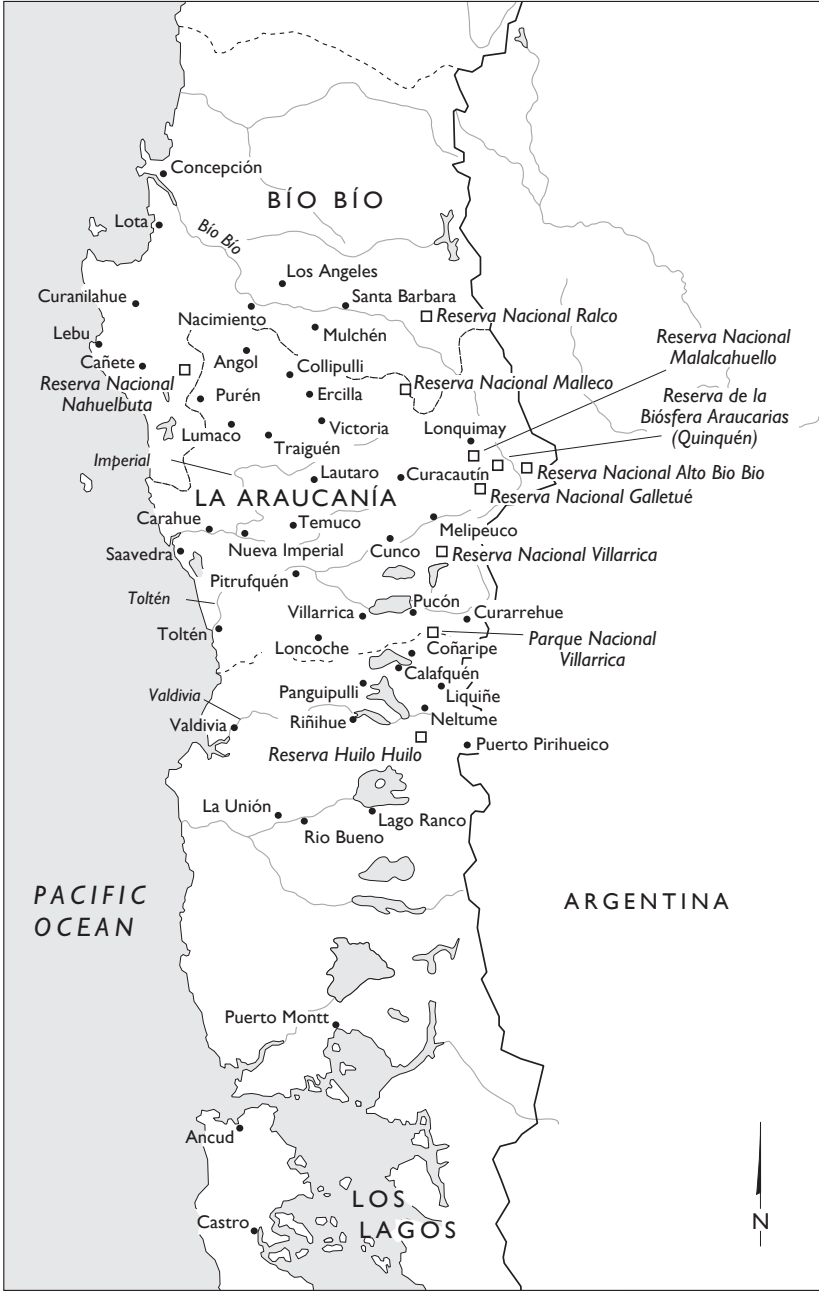 Concepción
BÍO BÍO
Lota
Bío Bío
Los Angeles
Curanilahue
Santa Barbara
Nacimiento
Reserva Nacional Ralco
Mulchén
Lebu
Reserva Nacional
Malalcahuello
Angol
Cañete
Collipulli
Reserva Nacional
Nahuelbuta
Reserva Nacional Malleco
Purén
Ercilla
Reserva de la
Biósfera Araucarias
(Quinquén)
Lumaco
Victoria
Lonquimay
Traiguén
Imperial
Lautaro
Curacautín
Reserva Nacional Alto Bio Bio
LA ARAUCANÍA
Reserva Nacional Galletué
Carahue
Temuco
Melipeuco
Saavedra
Nueva Imperial
Cunco
Reserva Nacional Villarrica
Pitrufquén
Toltén
Pucón
Villarrica
Curarrehue
Toltén
Loncoche
Parque Nacional
Villarrica
Coñaripe
Calafquén
Valdivia
Panguipulli
Liquiñe
Valdivia
Riñihue
Neltume
Reserva Huilo Huilo
Puerto Pirihueico
La Unión
Lago Ranco
Rio Bueno
PACIFIC
OCEAN
ARGENTINA
Puerto Montt
Ancud
LOS
LAGOS
Castro
N